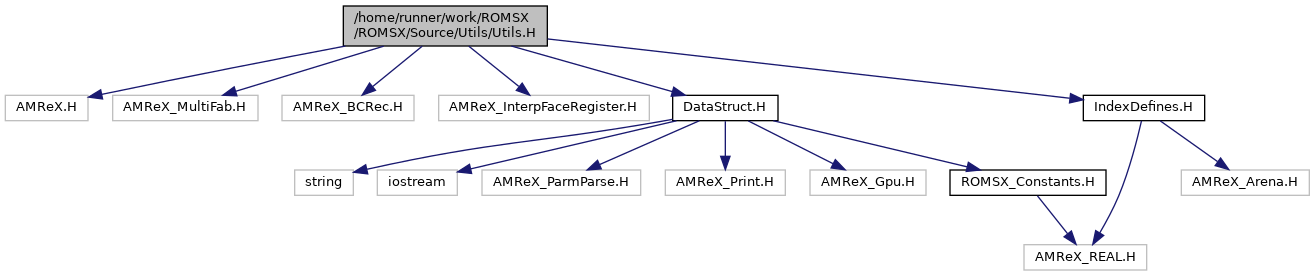 /home/runner/work/ROMSX
/ROMSX/Source/Utils/Utils.H
AMReX.H
AMReX_MultiFab.H
AMReX_BCRec.H
AMReX_InterpFaceRegister.H
DataStruct.H
IndexDefines.H
string
iostream
AMReX_ParmParse.H
AMReX_Print.H
AMReX_Gpu.H
ROMSX_Constants.H
AMReX_Arena.H
AMReX_REAL.H